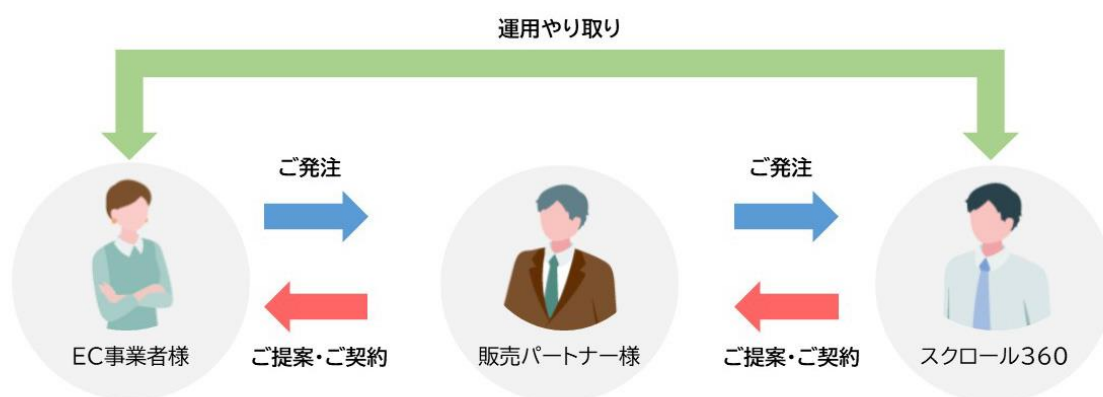 運用やり取り
ご発注
ご発注
EC事業者様
ご提案・ご契約
販売パートナー様
ご提案・ご契約
スクロール360